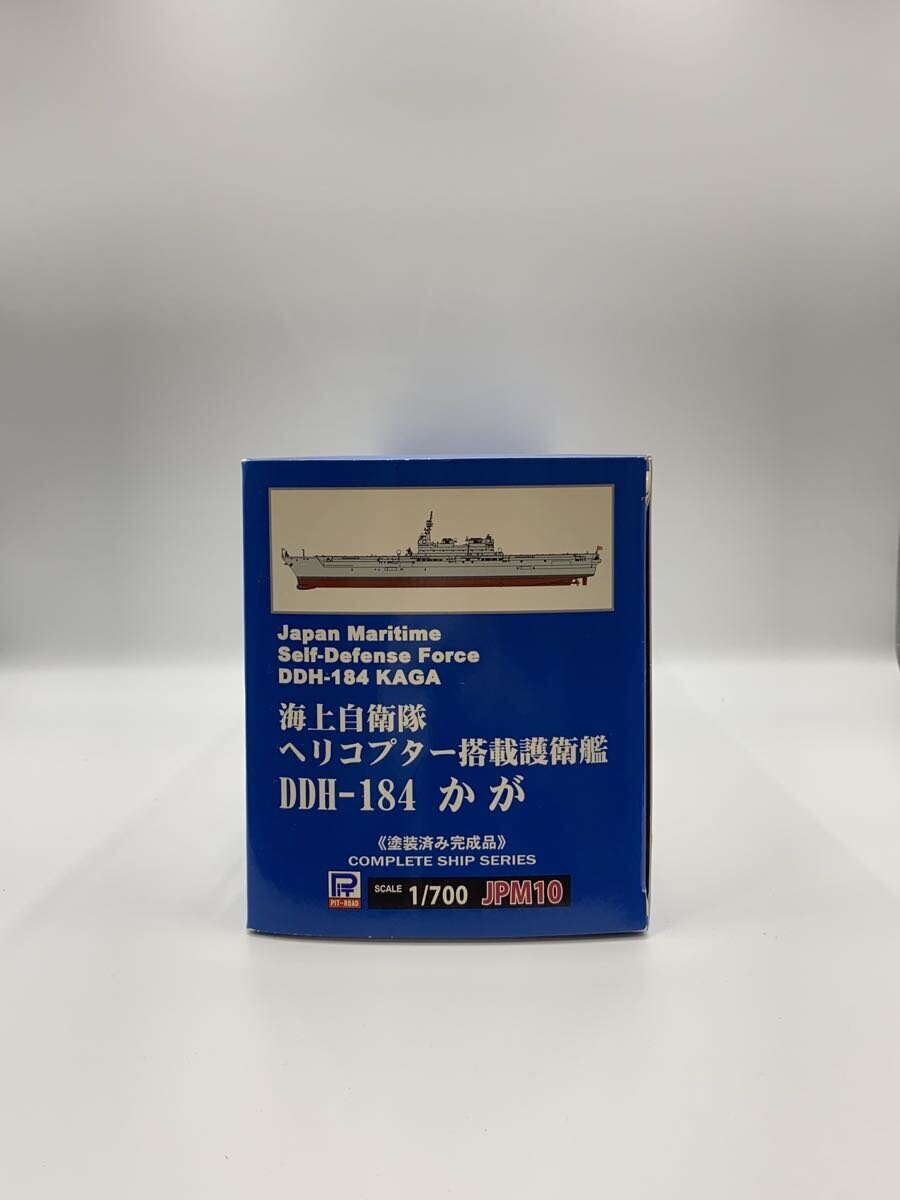 Japan Maritime
Self-Defense Force
DDH-184 KAGA
海上自衛隊
ヘリコプター搭載護衛艦
DDH-184 かが
《塗装済み完成品》
COMPLETE SHIP SERIES
PIT
PIT-ROAD
SCALE 1/700 JPM10